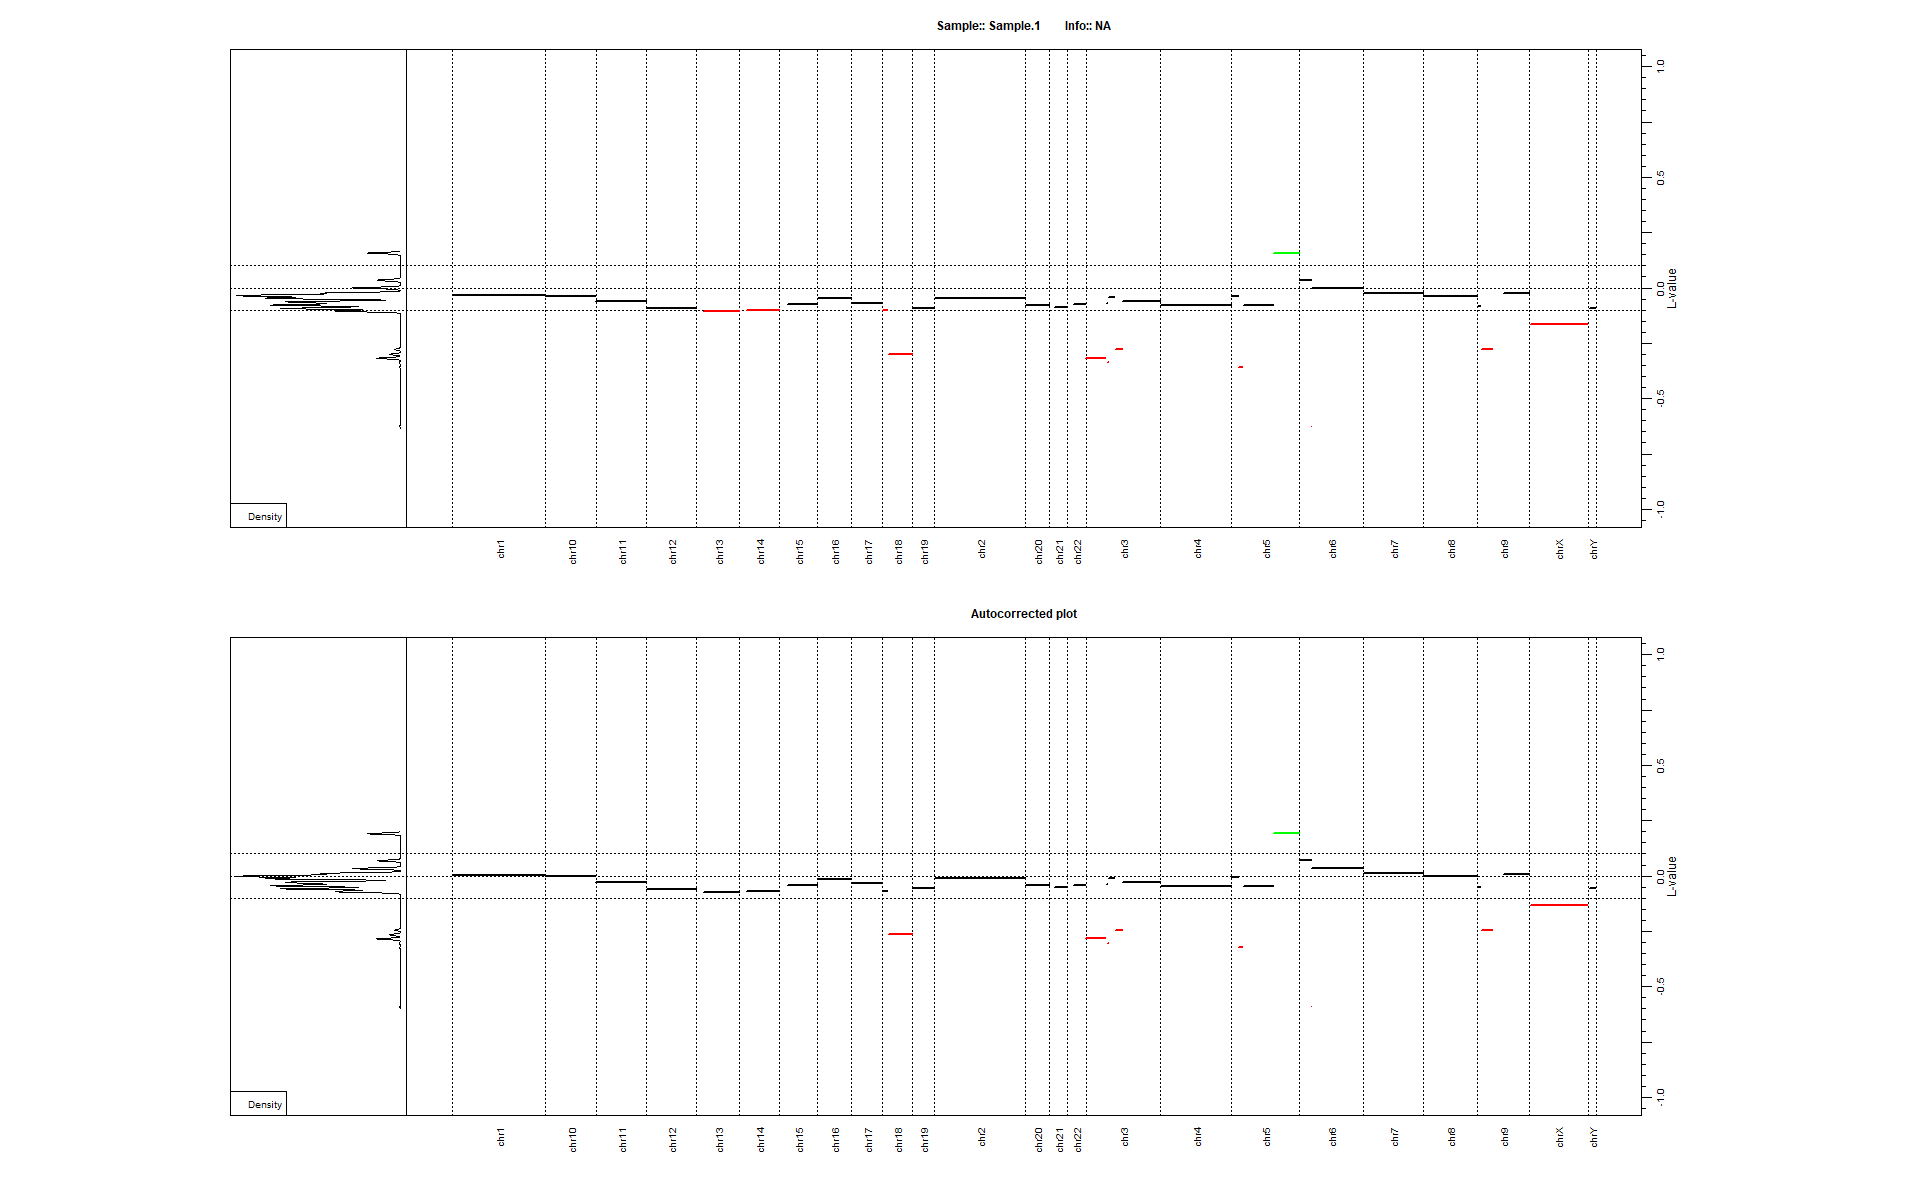 Sample:: Sample.1 Info:: NA
1.0
0.5
0.0
-0.5
-1.0
L-value
Density
chr1 chr10 chr11 chr12 chr13 chr14 chr15 chr16 chr17 chr18 chr19 chr2 chr20 chr21 chr22 chr3 chr4 chr5 chr6 chr7 chr8 chr9 chrX chrY
Autocorrected plot
1.0
0.5
0.0
-0.5
-1.0
L-value
Density
chr1 chr10 chr11 chr12 chr13 chr14 chr15 chr16 chr17 chr18 chr19 chr2 chr20 chr21 chr22 chr3 chr4 chr5 chr6 chr7 chr8 chr9 chrX chrY